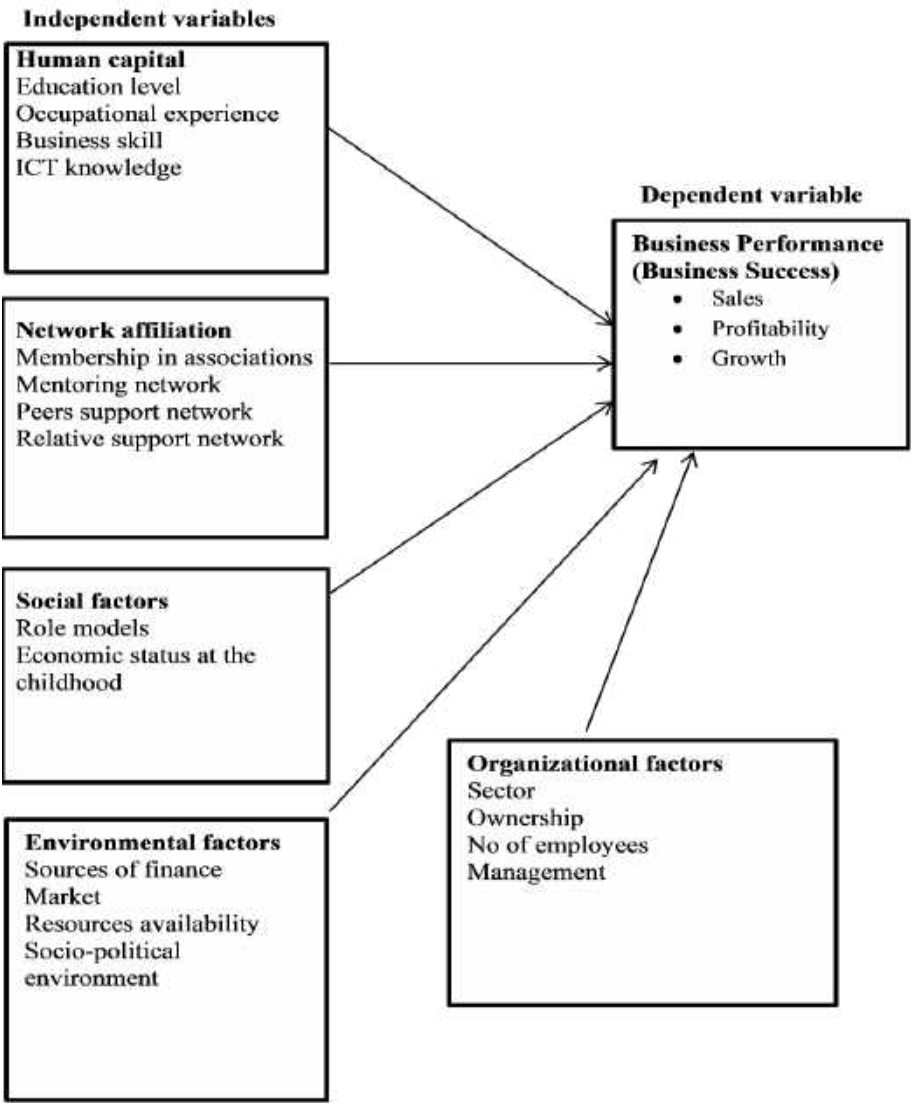 Independent variables
Human capital
Education level
Occupational experience
Business skill
ICT knowledge
Network affiliation
Membership in associations
Mentoring network
Peers support network
Relative support network
Social factors
Role models
Economic status at the
childhood
Environmental factors
Sources of finance
Market
Resources availability
Socio-political
environment
Dependent variable
Business Performance
(Business Success)
• Sales
• Profitability
• Growth
Organizational factors
Sector
Ownership
No of employees
Management